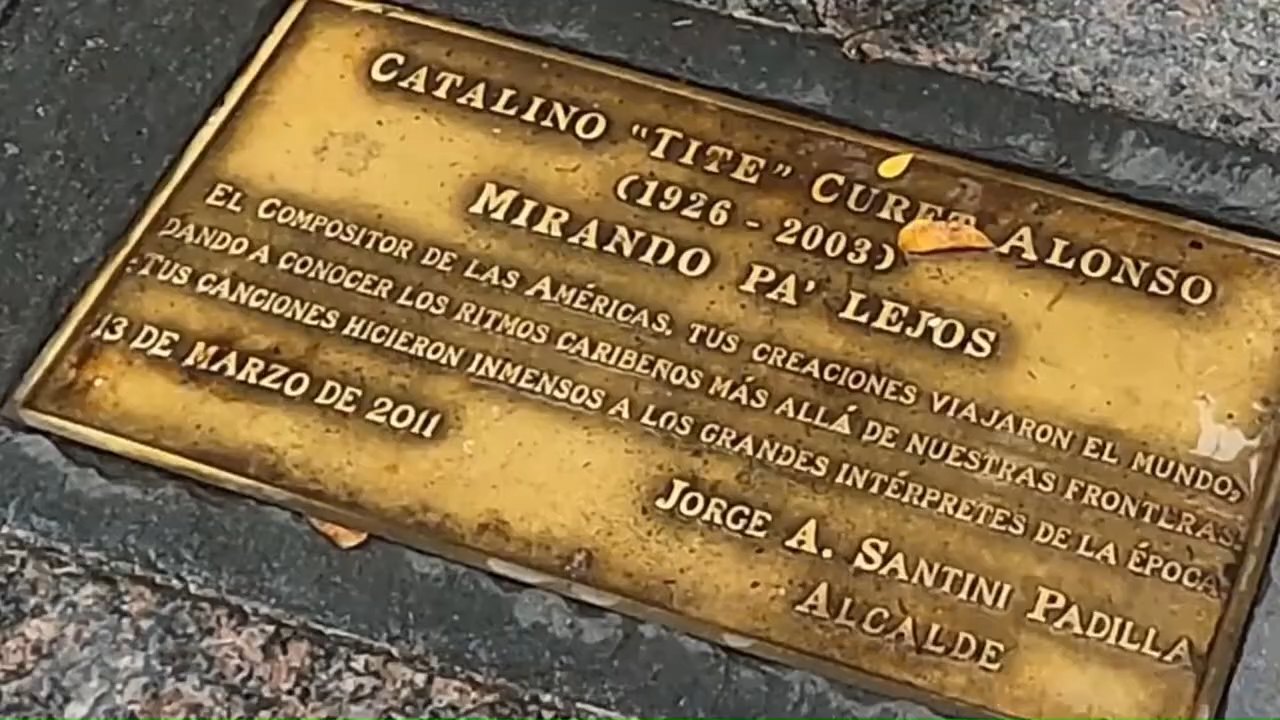 CATALINO "TITE" CURET ALONSO
(1926 - 2003)
MIRANDO PA' LEJOS
EL COMPOSITOR DE LAS AMÉRICAS. TUS CREACIONES VIAJARON EL MUNDO,
DANDO A CONOCER LOS RITMOS CARIBEÑOS MÁS ALLÁ DE NUESTRAS FRONTERAS.
TUS CANCIONES HICIERON INMENSOS A LOS GRANDES INTÉRPRETES DE LA ÉPOCA
13 DE MARZO DE 2011
JORGE A. SANTINI PADILLA
ALCALDE